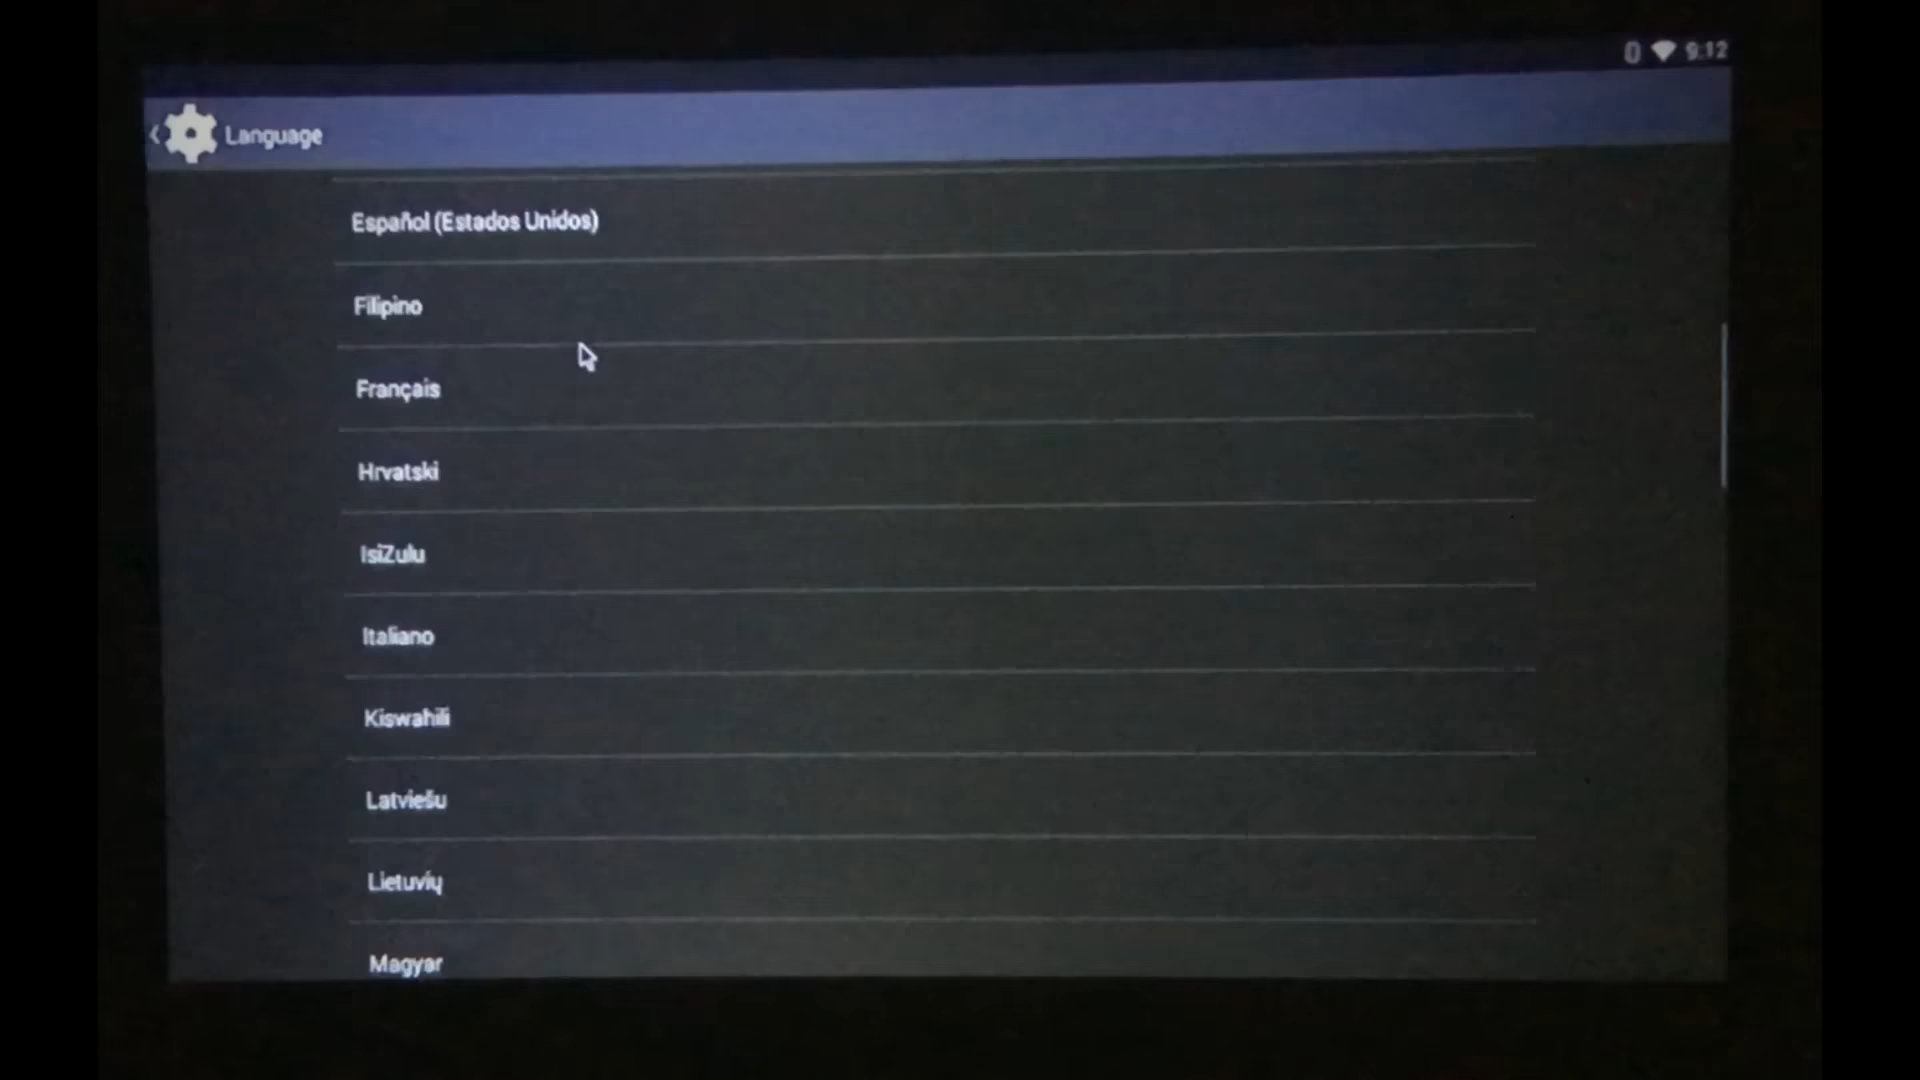 9:12
Language
Español (Estados Unidos)
Filipino
Français
Hrvatski
IsiZulu
Italiano
Kiswahili
Latviešu
Lietuvių
Magyar